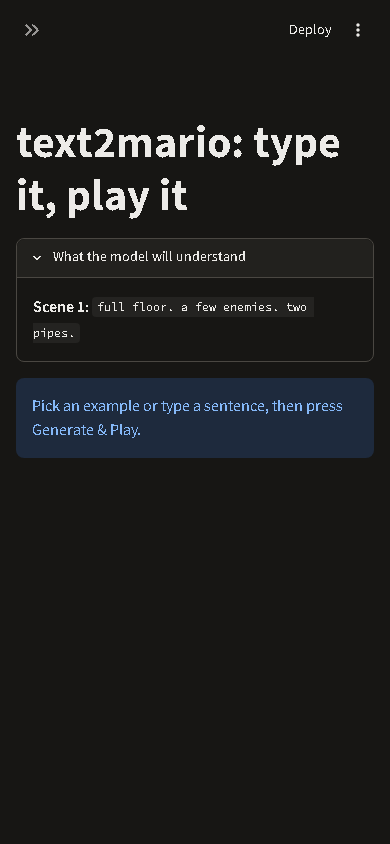 Deploy
text2mario: type
it, play it
What the model will understand
Scene 1: full floor. a few enemies. two
pipes.
Pick an example or type a sentence, then press
Generate & Play.